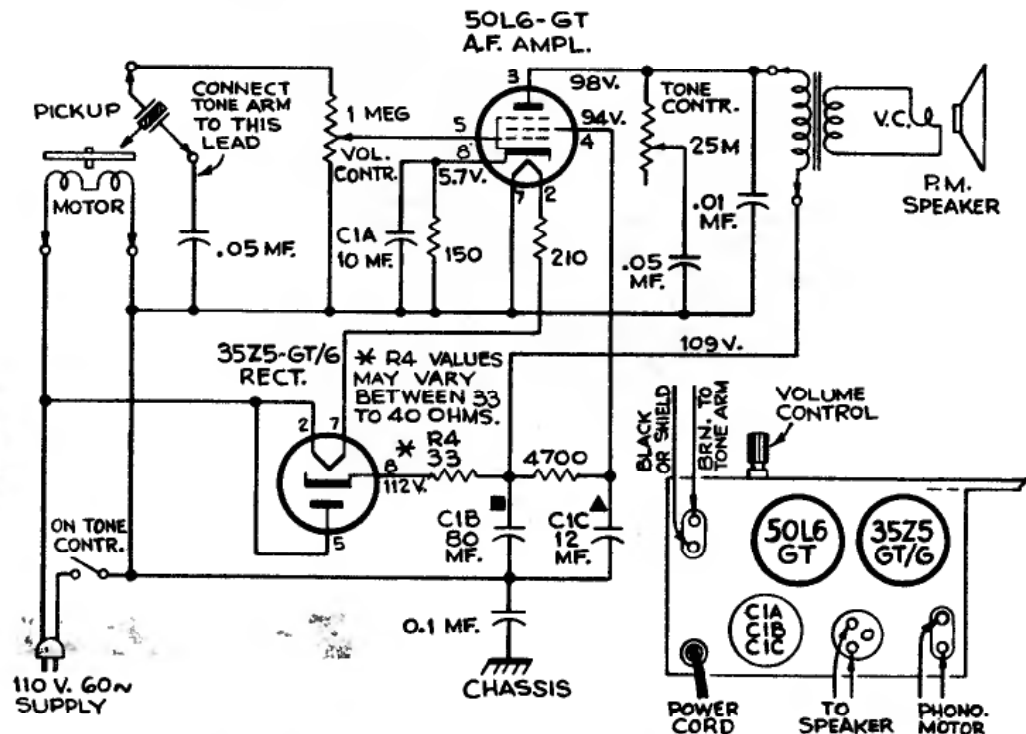 50L6-GT
A.F. AMPL.
PICKUP
CONNECT
TONE ARM
TO THIS
LEAD
MOTOR
.05 MF.
1 MEG
VOL.
CONTR.
3
5
8
4
7
2
98V.
94V.
5.7V.
C1A
10 MF.
150
210
TONE
CONTR.
25M
.05
MF.
.01
MF.
V.C.
P.M.
SPEAKER
109V.
35Z5-GT/G
RECT.
* R4 VALUES
MAY VARY
BETWEEN 33
TO 40 OHMS.
2
7
8
5
* R4
33
112V.
4700
C1B
80
MF.
C1C
12
MF.
ON TONE
CONTR.
0.1 MF.
CHASSIS
110 V. 60~
SUPPLY
BLACK
OR SHIELD
BRN. TO
TONE ARM
VOLUME
CONTROL
50L6
GT
35Z5
GT/G
C1A
C1B
C1C
POWER
CORD
TO
SPEAKER
PHONO.
MOTOR